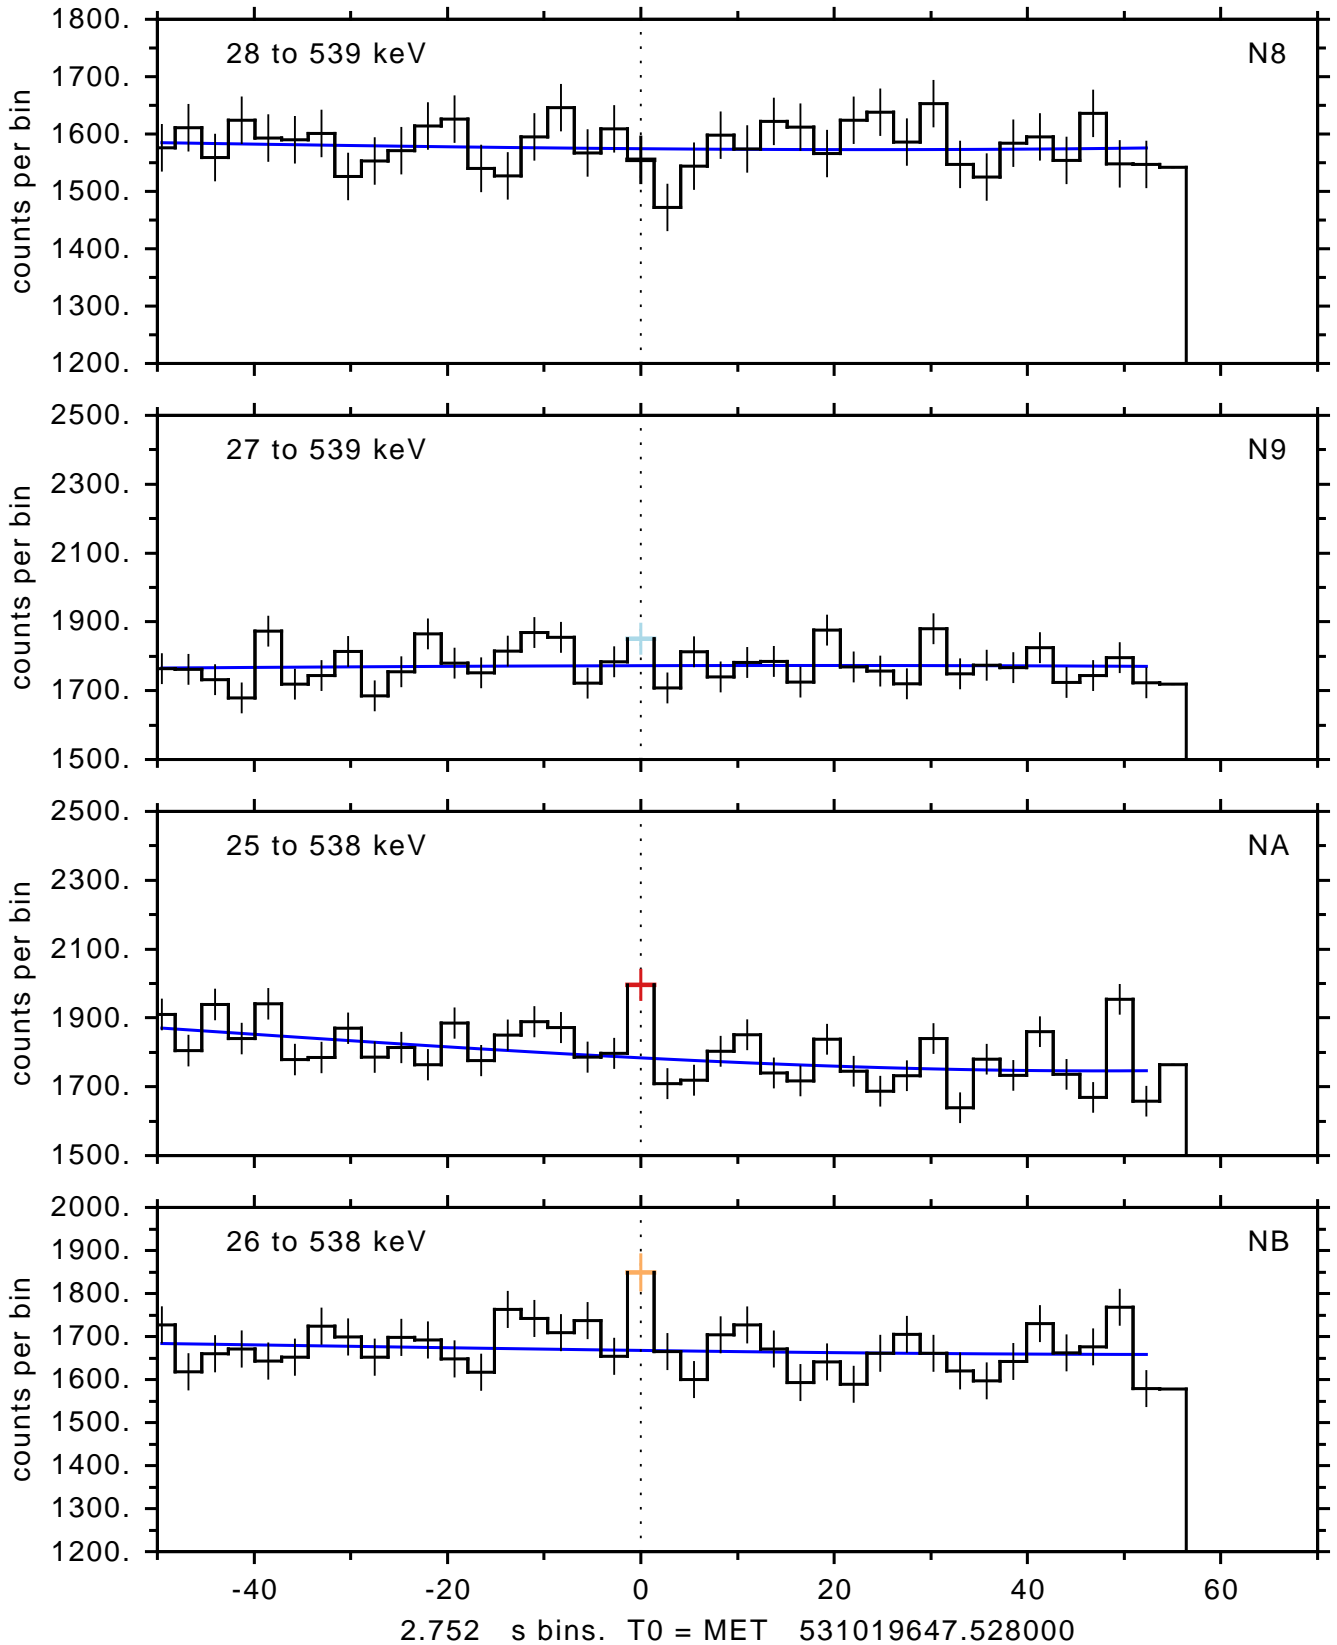 1800.
28 to 539 keV N8
1700.
1600.
1500.
1400.
1300.
1200.
counts per bin
2500.
27 to 539 keV N9
2300.
2100.
1900.
1700.
1500.
counts per bin
2500.
25 to 538 keV NA
2300.
2100.
1900.
1700.
1500.
counts per bin
2000.
26 to 538 keV NB
1900.
1800.
1700.
1600.
1500.
1400.
1300.
1200.
counts per bin
-40 -20 0 20 40 60
2.752 s bins. T0 = MET 531019647.528000